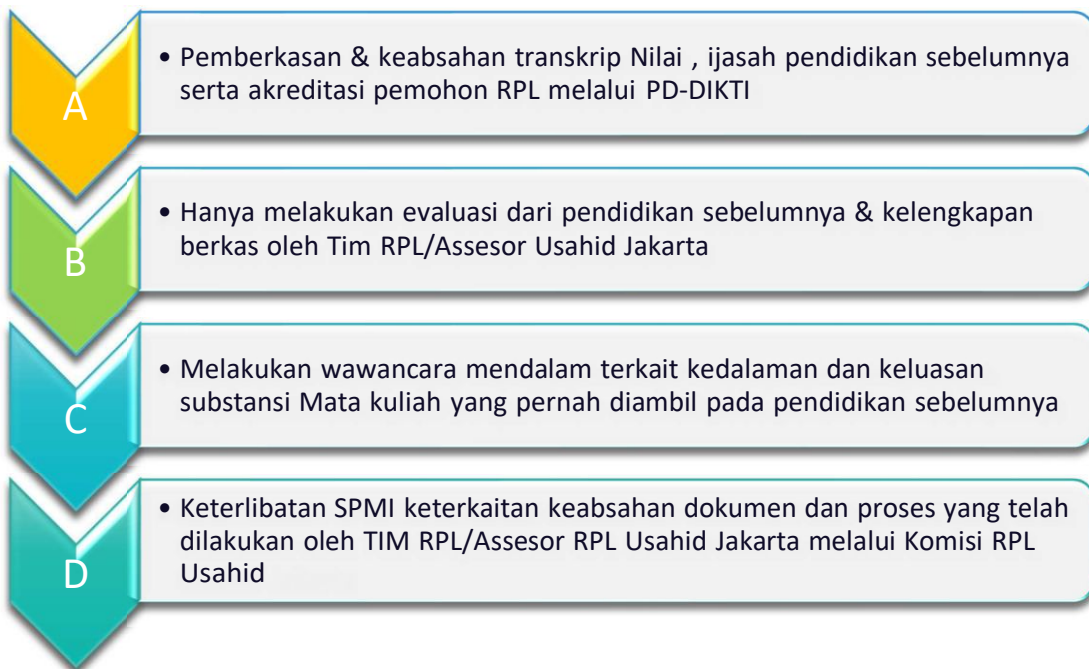 A
• Pemberkasan & keabsahan transkrip Nilai , ijasah pendidikan sebelumnya
serta akreditasi pemohon RPL melalui PD-DIKTI
B
• Hanya melakukan evaluasi dari pendidikan sebelumnya & kelengkapan
berkas oleh Tim RPL/Assesor Usahid Jakarta
C
• Melakukan wawancara mendalam terkait kedalaman dan keluasan
substansi Mata kuliah yang pernah diambil pada pendidikan sebelumnya
D
• Keterlibatan SPMI keterkaitan keabsahan dokumen dan proses yang telah
dilakukan oleh TIM RPL/Assesor RPL Usahid Jakarta melalui Komisi RPL
Usahid